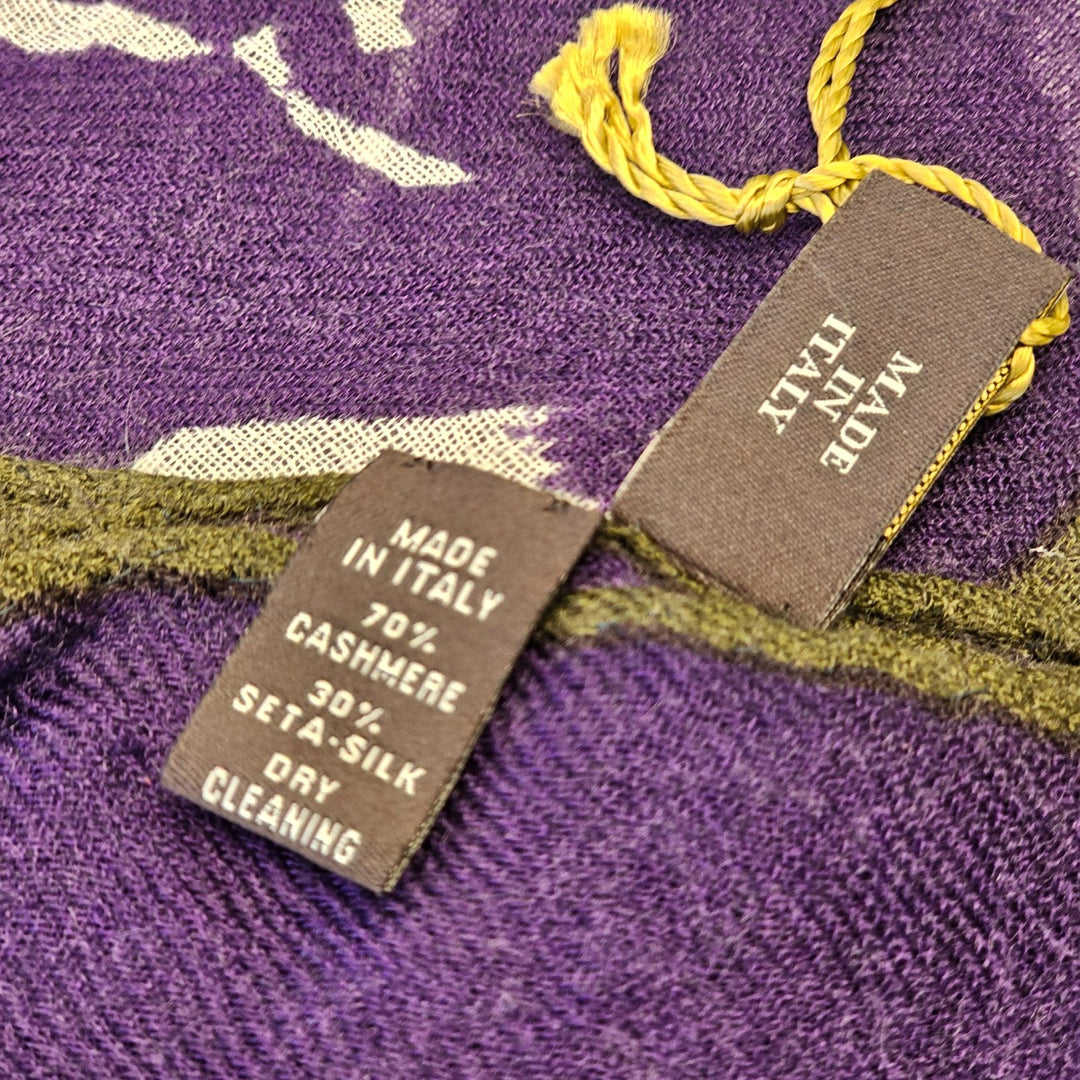 MADE
IN ITALY
70%
CASHMERE
30%
SETA-SILK
DRY
CLEANING
MADE
IN
ITALY